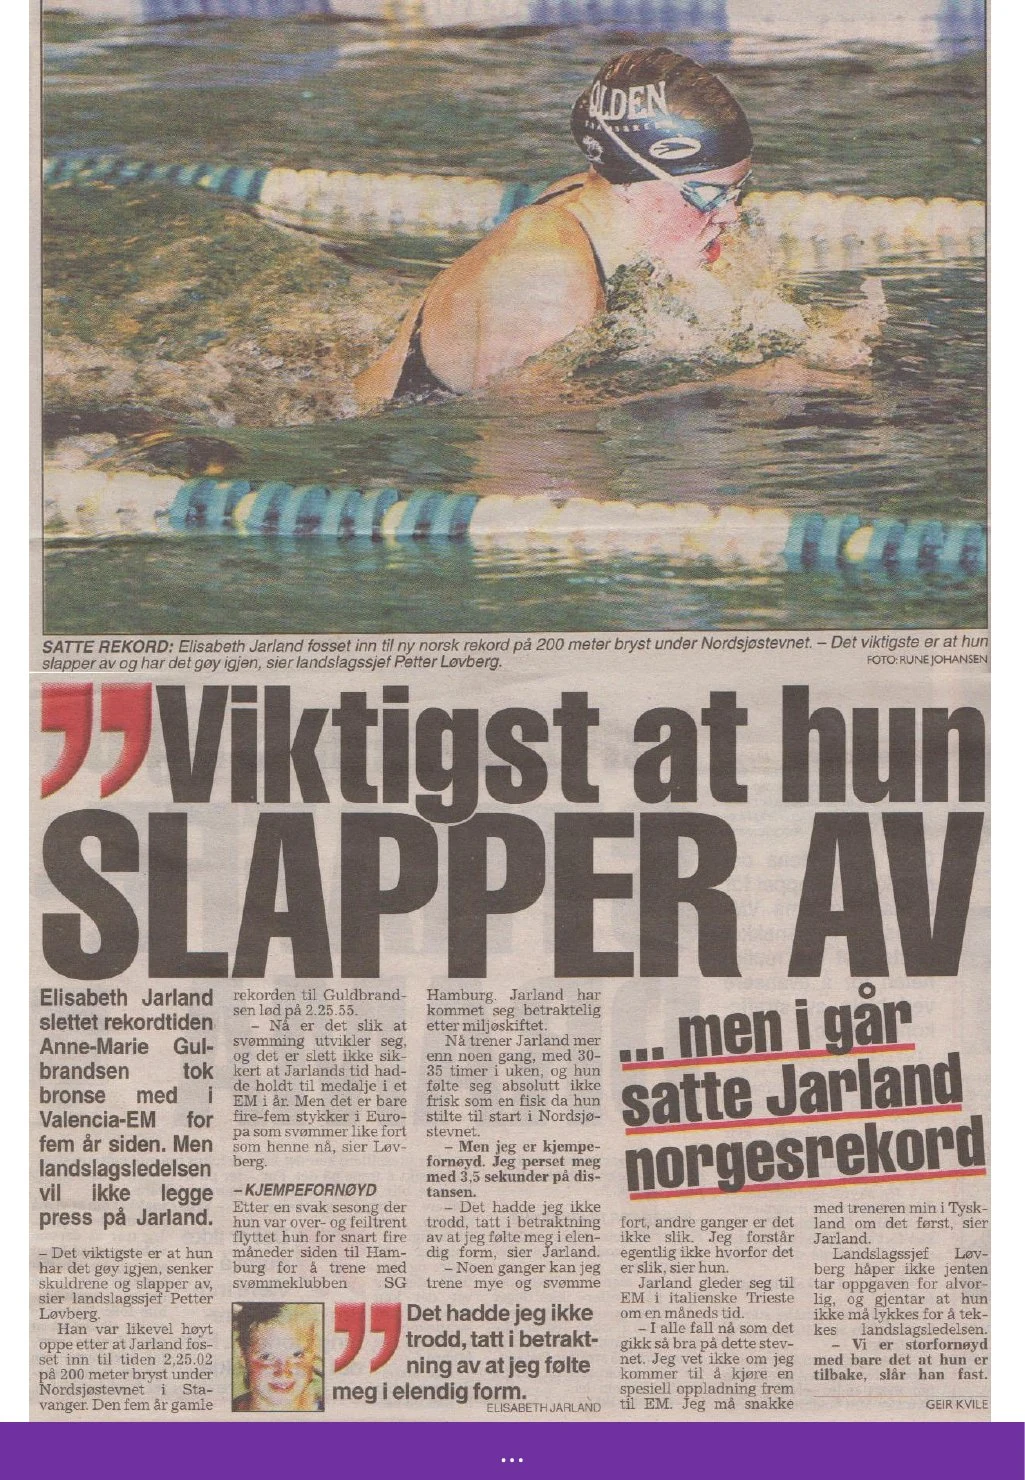 OLDEN
SATTE REKORD: Elisabeth Jarland fosset inn til ny norsk rekord på 200 meter bryst under Nordsjøstevnet. – Det viktigste er at hun
slapper av og har det gøy igjen, sier landslagssjef Petter Løvberg.
FOTO: RUNE JOHANSEN
”Viktigst at hun
SLAPPER AV
... men i går
satte Jarland
norgesrekord
Elisabeth Jarland
slettet rekordtiden
Anne-Marie Gul-
brandsen tok
bronse med i
Valencia-EM for
fem år siden. Men
landslagsledelsen
vil ikke legge
press på Jarland.
– Det viktigste er at hun
har det gøy igjen, senker
skuldrene og slapper av,
sier landslagssjef Petter
Løvberg.
Han var likevel høyt
oppe etter at Jarland fos-
set inn til tiden 2,25.02
på 200 meter bryst under
Nordsjøstevnet i Sta-
vanger. Den fem år gamle
rekorden til Guldbrand-
sen lød på 2.25.55.
– Nå er det slik at
svømming utvikler seg,
og det er slett ikke sik-
kert at Jarlands tid had-
de holdt til medalje i et
EM i år. Men det er bare
fire-fem stykker i Euro-
pa som svømmer like fort
som henne nå, sier Løv-
berg.
– KJEMPEFORNØYD
Etter en svak sesong der
hun var over- og feiltrent
flyttet hun for snart fire
måneder siden til Ham-
burg for å trene med
svømmeklubben SG
Hamburg. Jarland har
kommet seg betraktelig
etter miljøskiftet.
Nå trener Jarland mer
enn noen gang, med 30-
35 timer i uken, og hun
følte seg absolutt ikke
frisk som en fisk da hun
stilte til start i Nordsjø-
stevnet.
– Men jeg er kjempe-
fornøyd. Jeg perset meg
med 3,5 sekunder på dis-
tansen.
– Det hadde jeg ikke
trodd, tatt i betraktning
av at jeg følte meg i elen-
dig form, sier Jarland.
– Noen ganger kan jeg
trene mye og svømme
” Det hadde jeg ikke
trodd, tatt i betrakt-
ning av at jeg følte
meg i elendig form.
ELISABETH JARLAND
fort, andre ganger er det
ikke slik. Jeg forstår
egentlig ikke hvorfor det
er slik, sier hun.
Jarland gleder seg til
EM i italienske Trieste
om en måneds tid.
– I alle fall nå som det
gikk så bra på dette stev-
net. Jeg vet ikke om jeg
kommer til å kjøre en
spesiell oppladning frem
til EM. Jeg må snakke
med treneren min i Tysk-
land om det først, sier
Jarland.
Landslagssjef Løv-
berg håper ikke jenten
tar oppgaven for alvor-
lig, og gjentar at hun
ikke må lykkes for å tek-
kes landslagsledelsen.
– Vi er storfornøyd
med bare det at hun er
tilbake, slår han fast.
GEIR KVILE
...